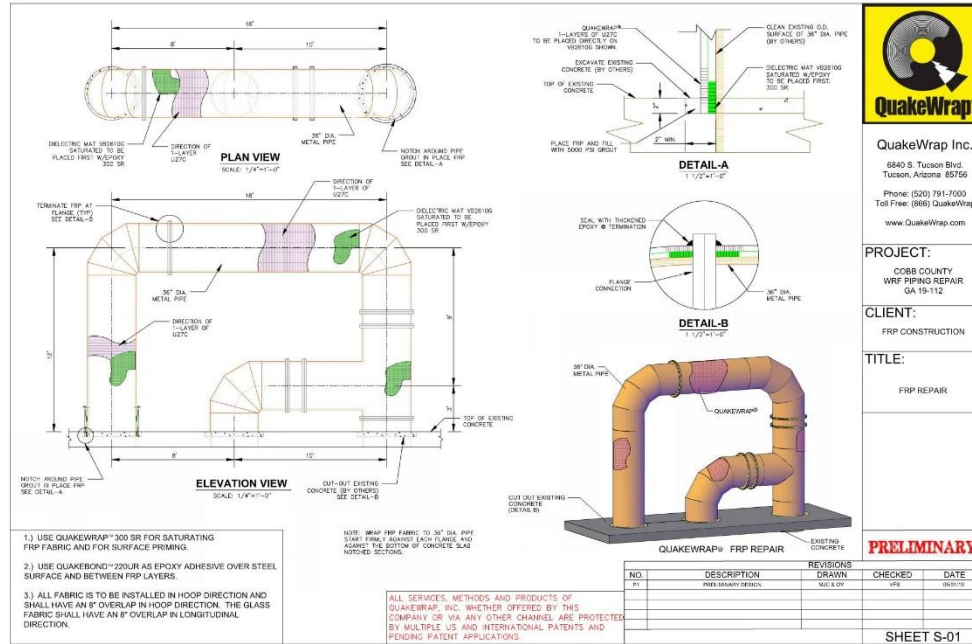 18'
8'
10'
DIELECTRIC MAT VB2610G
SATURATED TO BE
PLACED FIRST W/EPOXY
300 SR
DIRECTION OF
1-LAYER OF
U27C
PLAN VIEW
SCALE: 1/4"=1'-0"
36" DIA.
METAL PIPE
NOTCH AROUND PIPE
GROUT IN PLACE FRP
SEE DETAIL-A
QUAKEWRAP®
1-LAYERS OF U27C
TO BE PLACED DIRECTLY ON
VB2610G SHOWN.
EXCAVATE EXISTING
CONCRETE (BY OTHERS)
TOP OF EXISTING
CONCRETE
CLEAN EXISTING O.D.
SURFACE OF 36" DIA. PIPE
(BY OTHERS)
DIELECTRIC MAT VB2610G
SATURATED W/EPOXY
TO BE PLACED FIRST.
300 SR
2"
2" MIN.
PLACE FRP AND FILL
WITH 5000 PSI GROUT
DETAIL-A
1 1/2"=1'-0"
TERMINATE FRP AT
FLANGE (TYP)
SEE DETAIL-B
18'
DIRECTION OF
1-LAYER OF
U27C
DIELECTRIC MAT VB2610G
SATURATED TO BE
PLACED FIRST W/EPOXY
300 SR
36" DIA.
METAL PIPE
DIRECTION OF
1-LAYER OF
U27C
12'
9'
3'
TOP OF EXISTING
CONCRETE
8'
10'
NOTCH AROUND PIPE
GROUT IN PLACE FRP
SEE DETAIL-A
ELEVATION VIEW
SCALE: 1/4"=1'-0"
CUT-OUT EXISTING
CONCRETE (BY OTHERS)
SEE DETAIL-B
SEAL WITH THICKENED
EPOXY @ TERMINATION
FLANGE
CONNECTION
36" DIA.
METAL PIPE
DETAIL-B
1 1/2"=1'-0"
36" DIA.
METAL PIPE
QUAKEWRAP®
CUT OUT EXISTING
CONCRETE
(DETAIL B)
EXISTING
CONCRETE
QUAKEWRAP® FRP REPAIR
1.) USE QUAKEWRAP™ 300 SR FOR SATURATING
FRP FABRIC AND FOR SURFACE PRIMING.
2.) USE QUAKEBOND™ 220UR AS EPOXY ADHESIVE OVER STEEL
SURFACE AND BETWEEN FRP LAYERS.
3.) ALL FABRIC IS TO BE INSTALLED IN HOOP DIRECTION AND
SHALL HAVE AN 8" OVERLAP IN HOOP DIRECTION. THE GLASS
FABRIC SHALL HAVE AN 8" OVERLAP IN LONGITUDINAL
DIRECTION.
NOTE: WRAP FRP FABRIC TO 36" DIA. PIPE
START FIRMLY AGAINST EACH FLANGE AND
AGAINST THE BOTTOM OF CONCRETE SLAB
NOTCHED SECTIONS.
ALL SERVICES, METHODS AND PRODUCTS OF
QUAKEWRAP, INC. WHETHER OFFERED BY THIS
COMPANY OR VIA ANY OTHER CHANNEL ARE PROTECTED
BY MULTIPLE US AND INTERNATIONAL PATENTS AND
PENDING PATENT APPLICATIONS.
QuakeWrap
QuakeWrap Inc.
6840 S. Tucson Blvd.
Tucson, Arizona 85756
Phone: (520) 791-7000
Toll Free: (866) QuakeWrap
www.QuakeWrap.com
PROJECT:
COBB COUNTY
WRF PIPING REPAIR
GA 19-112
CLIENT:
FRP CONSTRUCTION
TITLE:
FRP REPAIR
PRELIMINARY
REVISIONS
NO. DESCRIPTION DRAWN CHECKED DATE
P1 PRELIMINARY DESIGN
SHEET S-01